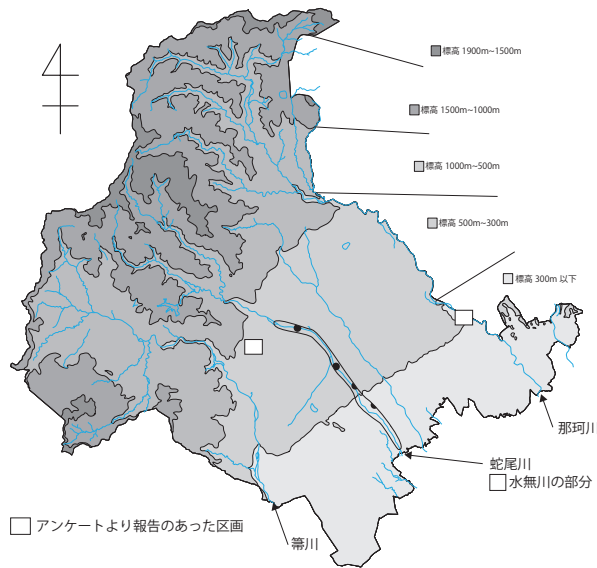 標高 1900m~1500m
標高 1500m~1000m
標高 1000m~500m
標高 500m~300m
標高 300m 以下
那珂川
蛇尾川
水無川の部分
アンケートより報告のあった区画
箒川